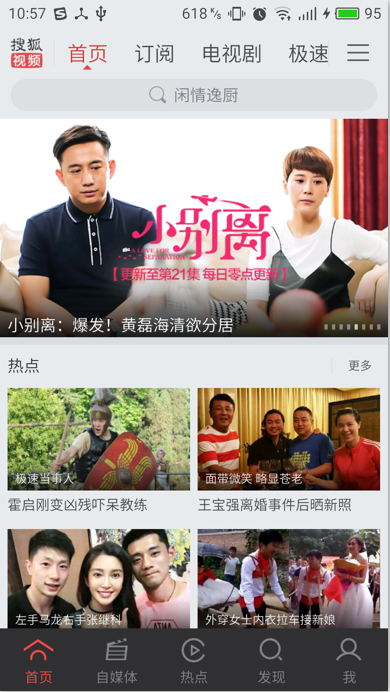 10:57
618 K/s
95
搜狐
视频
首页
订阅
电视剧
极速
闲情逸厨
小别离
A LOVE FOR SEPARATION
【更新至第21集 每日零点更新】
小别离：爆发！黄磊海清欲分居
热点
更多
极速当事人
面带微笑 略显苍老
霍启刚变凶残吓呆教练
王宝强离婚事件后晒新照
左手马龙右手张继科
外穿女士内衣拉车接新娘
首页
自媒体
热点
发现
我